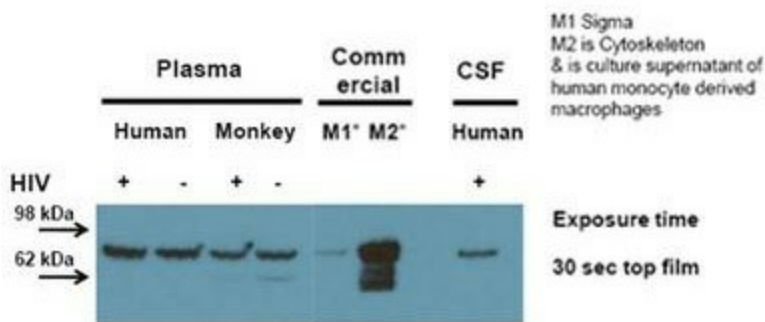 M1 Sigma
M2 is Cytoskeleton
& is culture supernatant of
human monocyte derived
macrophages
Plasma
Comm
ercial
CSF
Human Monkey M1* M2* Human
HIV + - + - +
98 kDa
62 kDa
Exposure time
30 sec top film